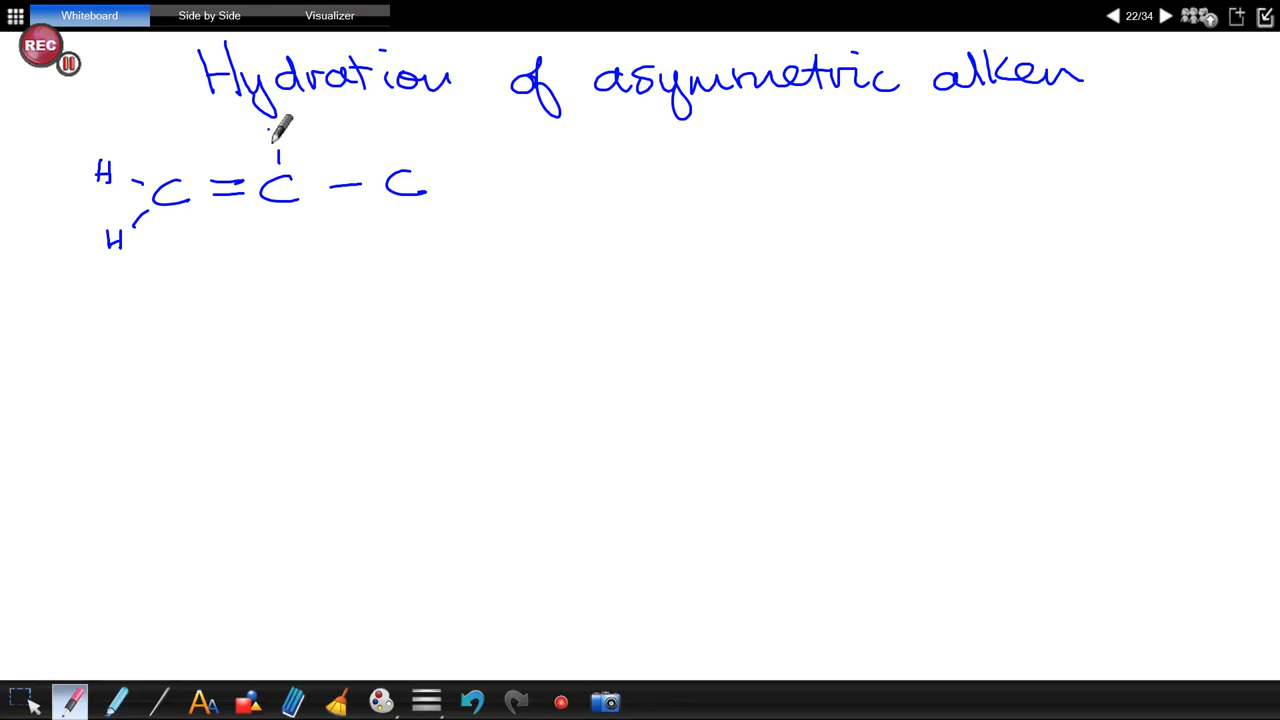 Whiteboard Side by Side Visualizer 22/34
REC
Hydration of asymmetric alken
H
C = C - C
H